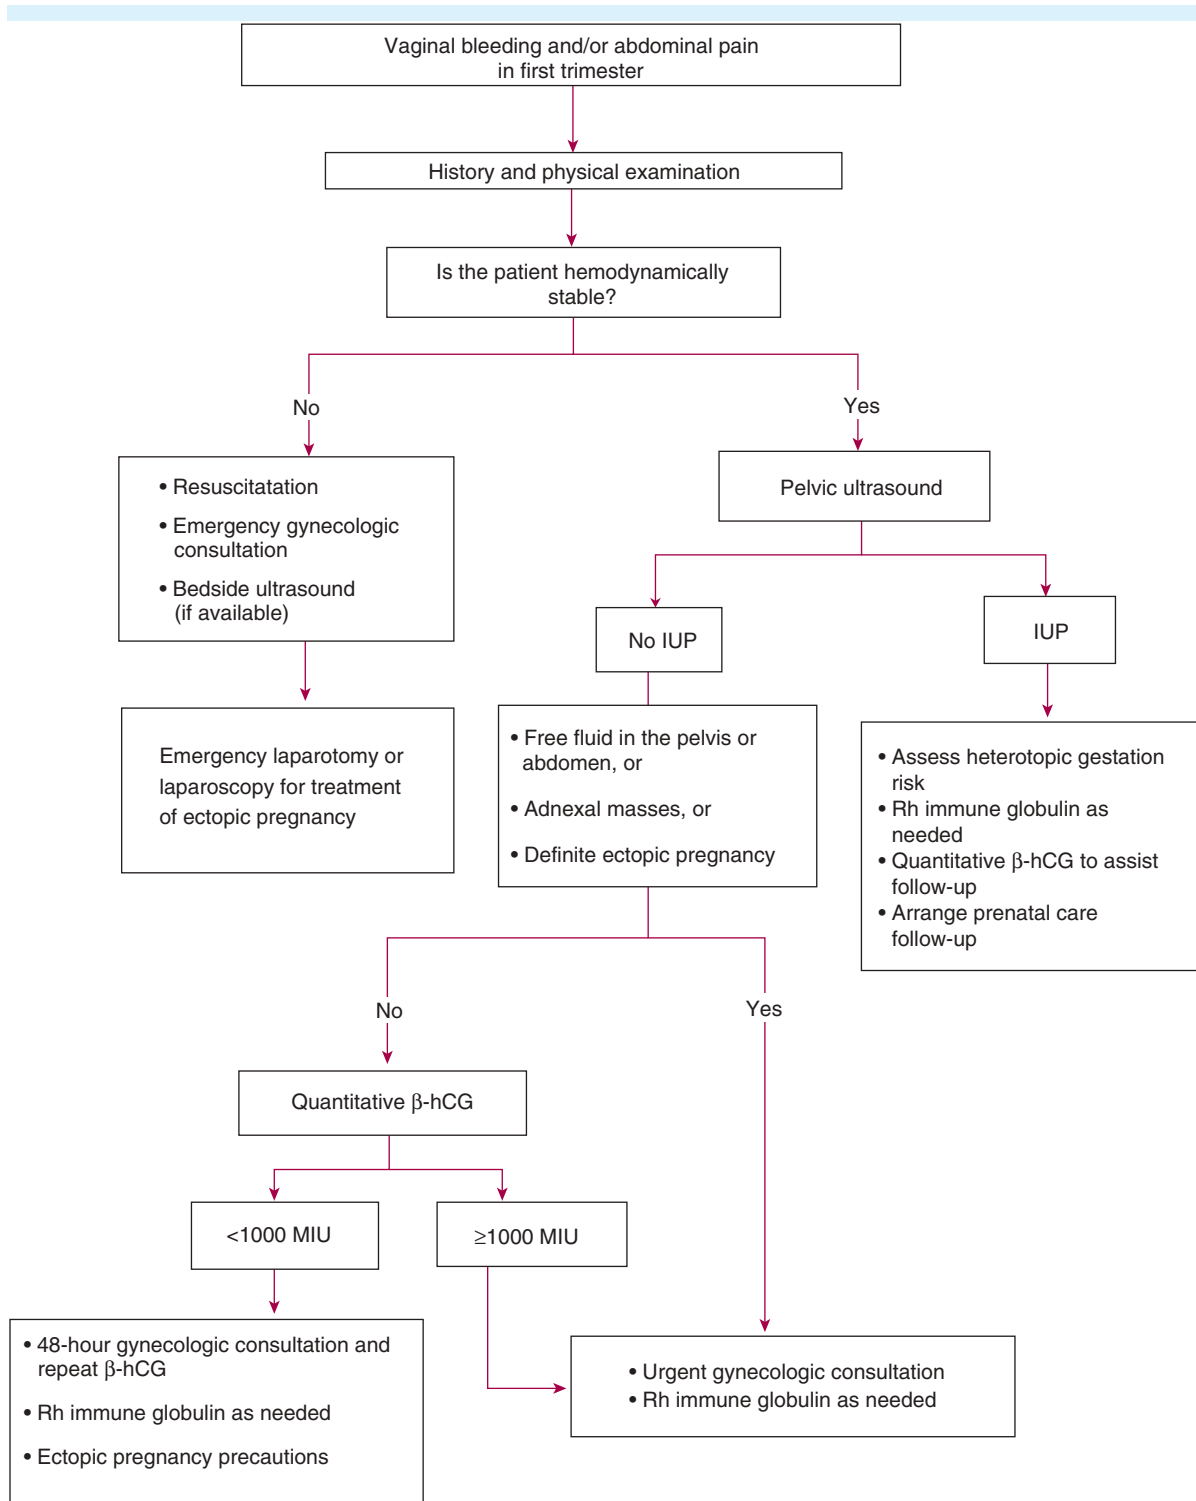 Vaginal bleeding and/or abdominal pain
in first trimester
History and physical examination
Is the patient hemodynamically
stable?
No
Yes
• Resuscitatation
• Emergency gynecologic
consultation
• Bedside ultrasound
(if available)
Pelvic ultrasound
No IUP
IUP
Emergency laparotomy or
laparoscopy for treatment
of ectopic pregnancy
• Free fluid in the pelvis or
abdomen, or
• Adnexal masses, or
• Definite ectopic pregnancy
• Assess heterotopic gestation
risk
• Rh immune globulin as
needed
• Quantitative β-hCG to assist
follow-up
• Arrange prenatal care
follow-up
No
Yes
Quantitative β-hCG
<1000 MIU
≥1000 MIU
• 48-hour gynecologic consultation and
repeat β-hCG
• Rh immune globulin as needed
• Ectopic pregnancy precautions
• Urgent gynecologic consultation
• Rh immune globulin as needed